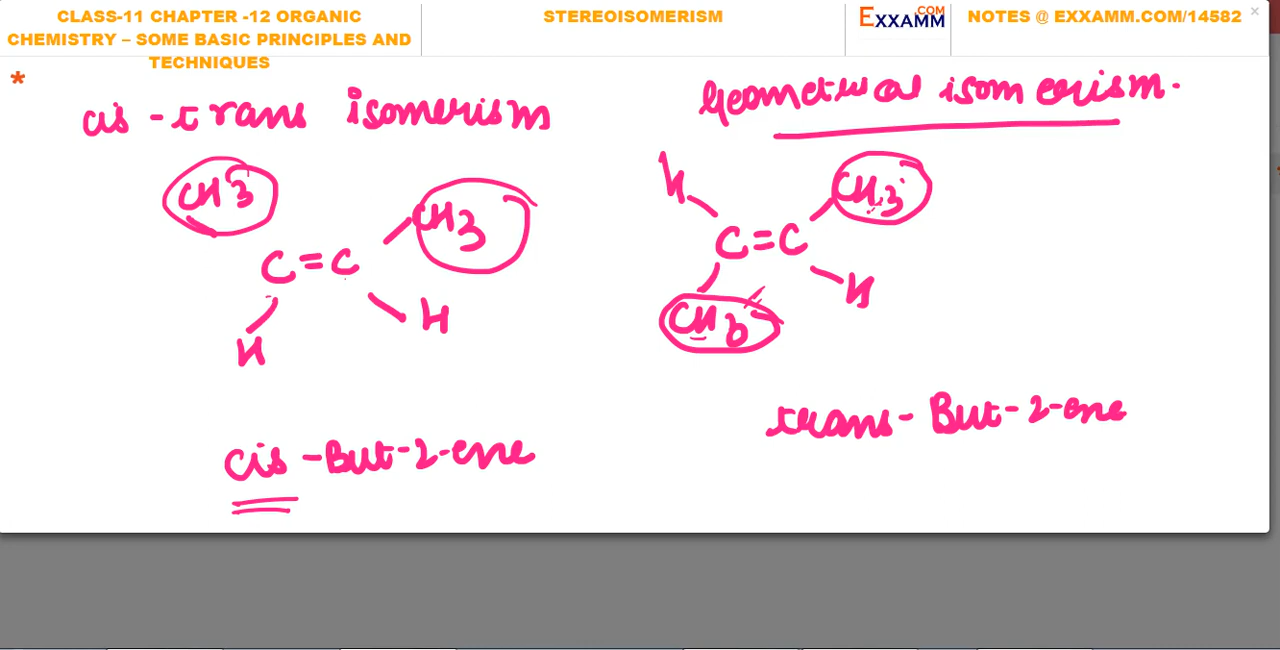 CLASS-11 CHAPTER -12 ORGANIC
CHEMISTRY – SOME BASIC PRINCIPLES AND
TECHNIQUES
STEREOISOMERISM
EXXAMM .COM
NOTES @ EXXAMM.COM/14582
×
*
cis - trans isomerism
Geometrical isomerism.
CH3
CH3
C=C
H
H
cis - But-2-ene
H
CH3
C=C
CH3
H
trans- But-2-ene